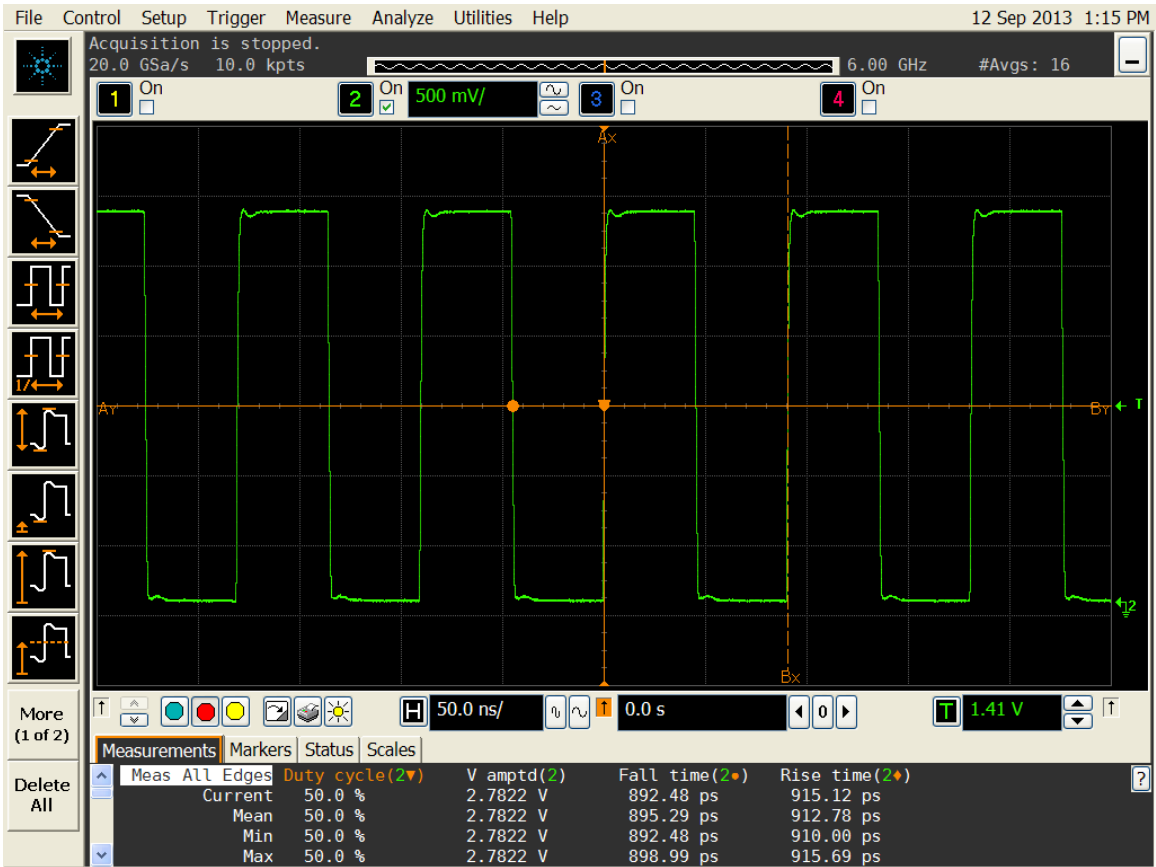 File Control Setup Trigger Measure Analyze Utilities Help 12 Sep 2013 1:15 PM
Acquisition is stopped.
20.0 GSa/s 10.0 kpts 6.00 GHz #Avgs: 16
1 On 2 On 500 mV/ 3 On 4 On
Ax
Ay By T
1/
2
Bx
More
(1 of 2)
H 50.0 ns/ 0.0 s 0 T 1.41 V
Measurements Markers Status Scales
Delete
All
Meas All Edges Duty cycle(2▼) V amptd(2) Fall time(2●) Rise time(2♦) ?
Current 50.0 % 2.7822 V 892.48 ps 915.12 ps
Mean 50.0 % 2.7822 V 895.29 ps 912.78 ps
Min 50.0 % 2.7822 V 892.48 ps 910.00 ps
Max 50.0 % 2.7822 V 898.99 ps 915.69 ps